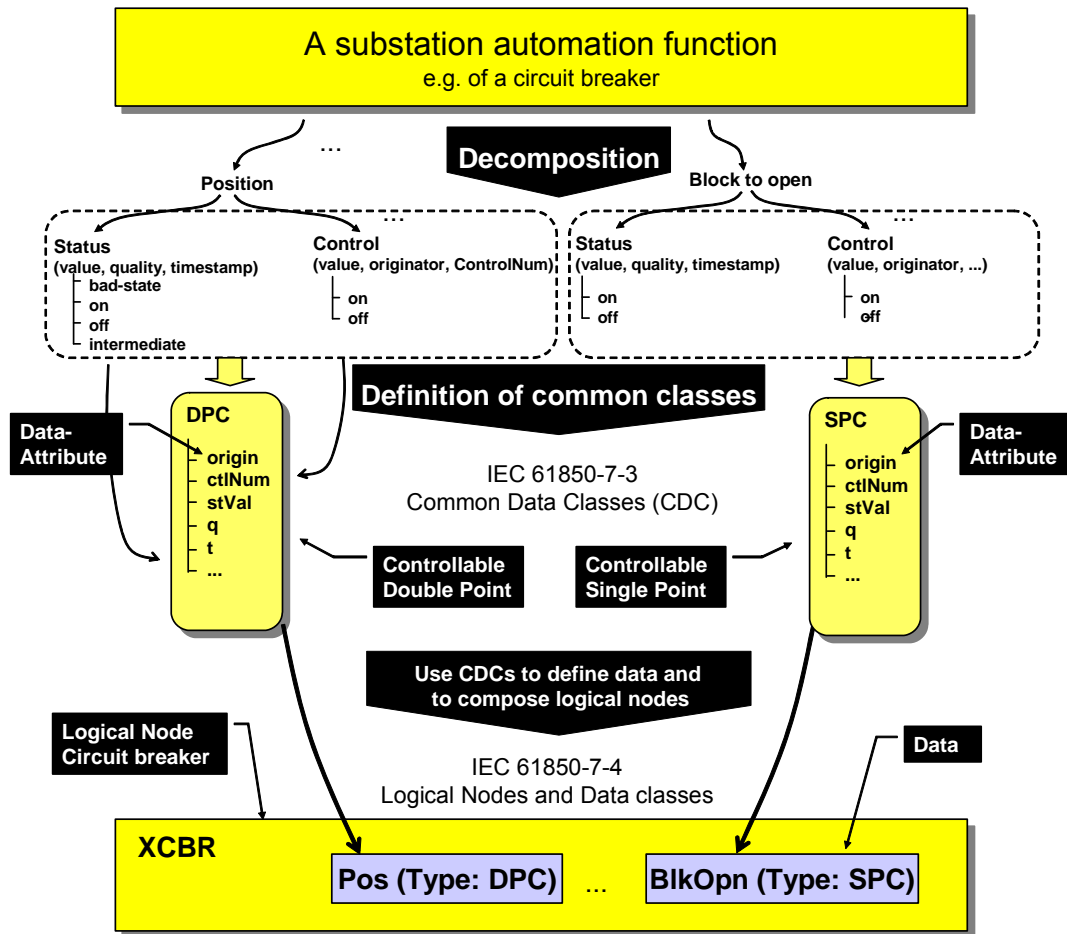 A substation automation function
e.g. of a circuit breaker
...
Decomposition
Position
Block to open
...
...
Status
(value, quality, timestamp)
bad-state
on
off
intermediate
Control
(value, originator, ControlNum)
on
off
Status
(value, quality, timestamp)
on
off
Control
(value, originator, ...)
on
off
Definition of common classes
DPC
origin
ctlNum
stVal
q
t
...
Data-
Attribute
SPC
origin
ctlNum
stVal
q
t
...
Data-
Attribute
IEC 61850-7-3
Common Data Classes (CDC)
Controllable
Double Point
Controllable
Single Point
Use CDCs to define data and
to compose logical nodes
Logical Node
Circuit breaker
Data
IEC 61850-7-4
Logical Nodes and Data classes
XCBR
Pos (Type: DPC)
...
BlkOpn (Type: SPC)